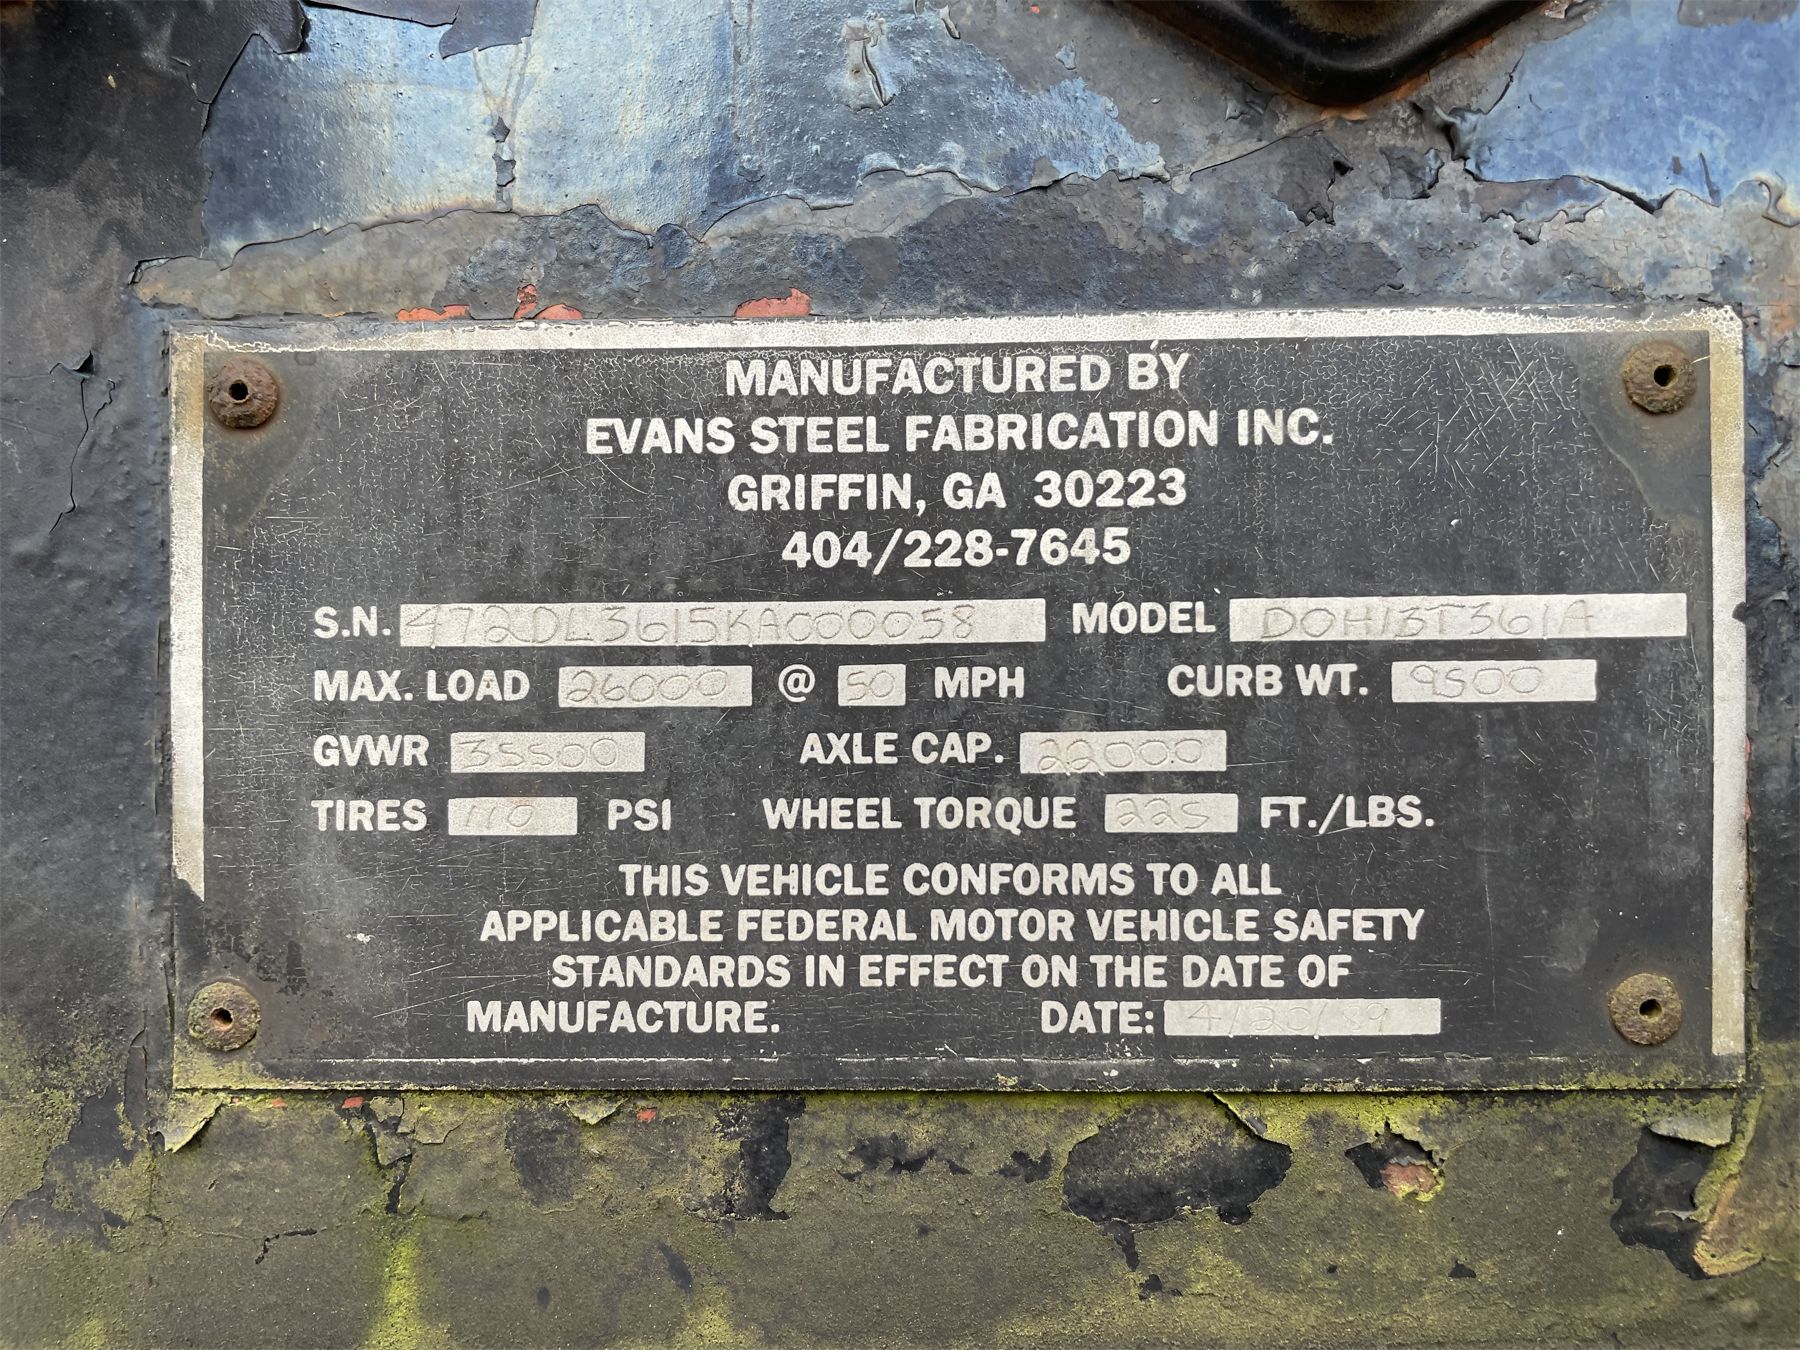 MANUFACTURED BY
EVANS STEEL FABRICATION INC.
GRIFFIN, GA 30223
404/228-7645
S.N. 472DL3615KA000058 MODEL DOH13T361A
MAX. LOAD 26000 @ 50 MPH CURB WT. 9500
GVWR 35500 AXLE CAP. 22000
TIRES 110 PSI WHEEL TORQUE 225 FT./LBS.
THIS VEHICLE CONFORMS TO ALL
APPLICABLE FEDERAL MOTOR VEHICLE SAFETY
STANDARDS IN EFFECT ON THE DATE OF
MANUFACTURE. DATE: 4/20/89